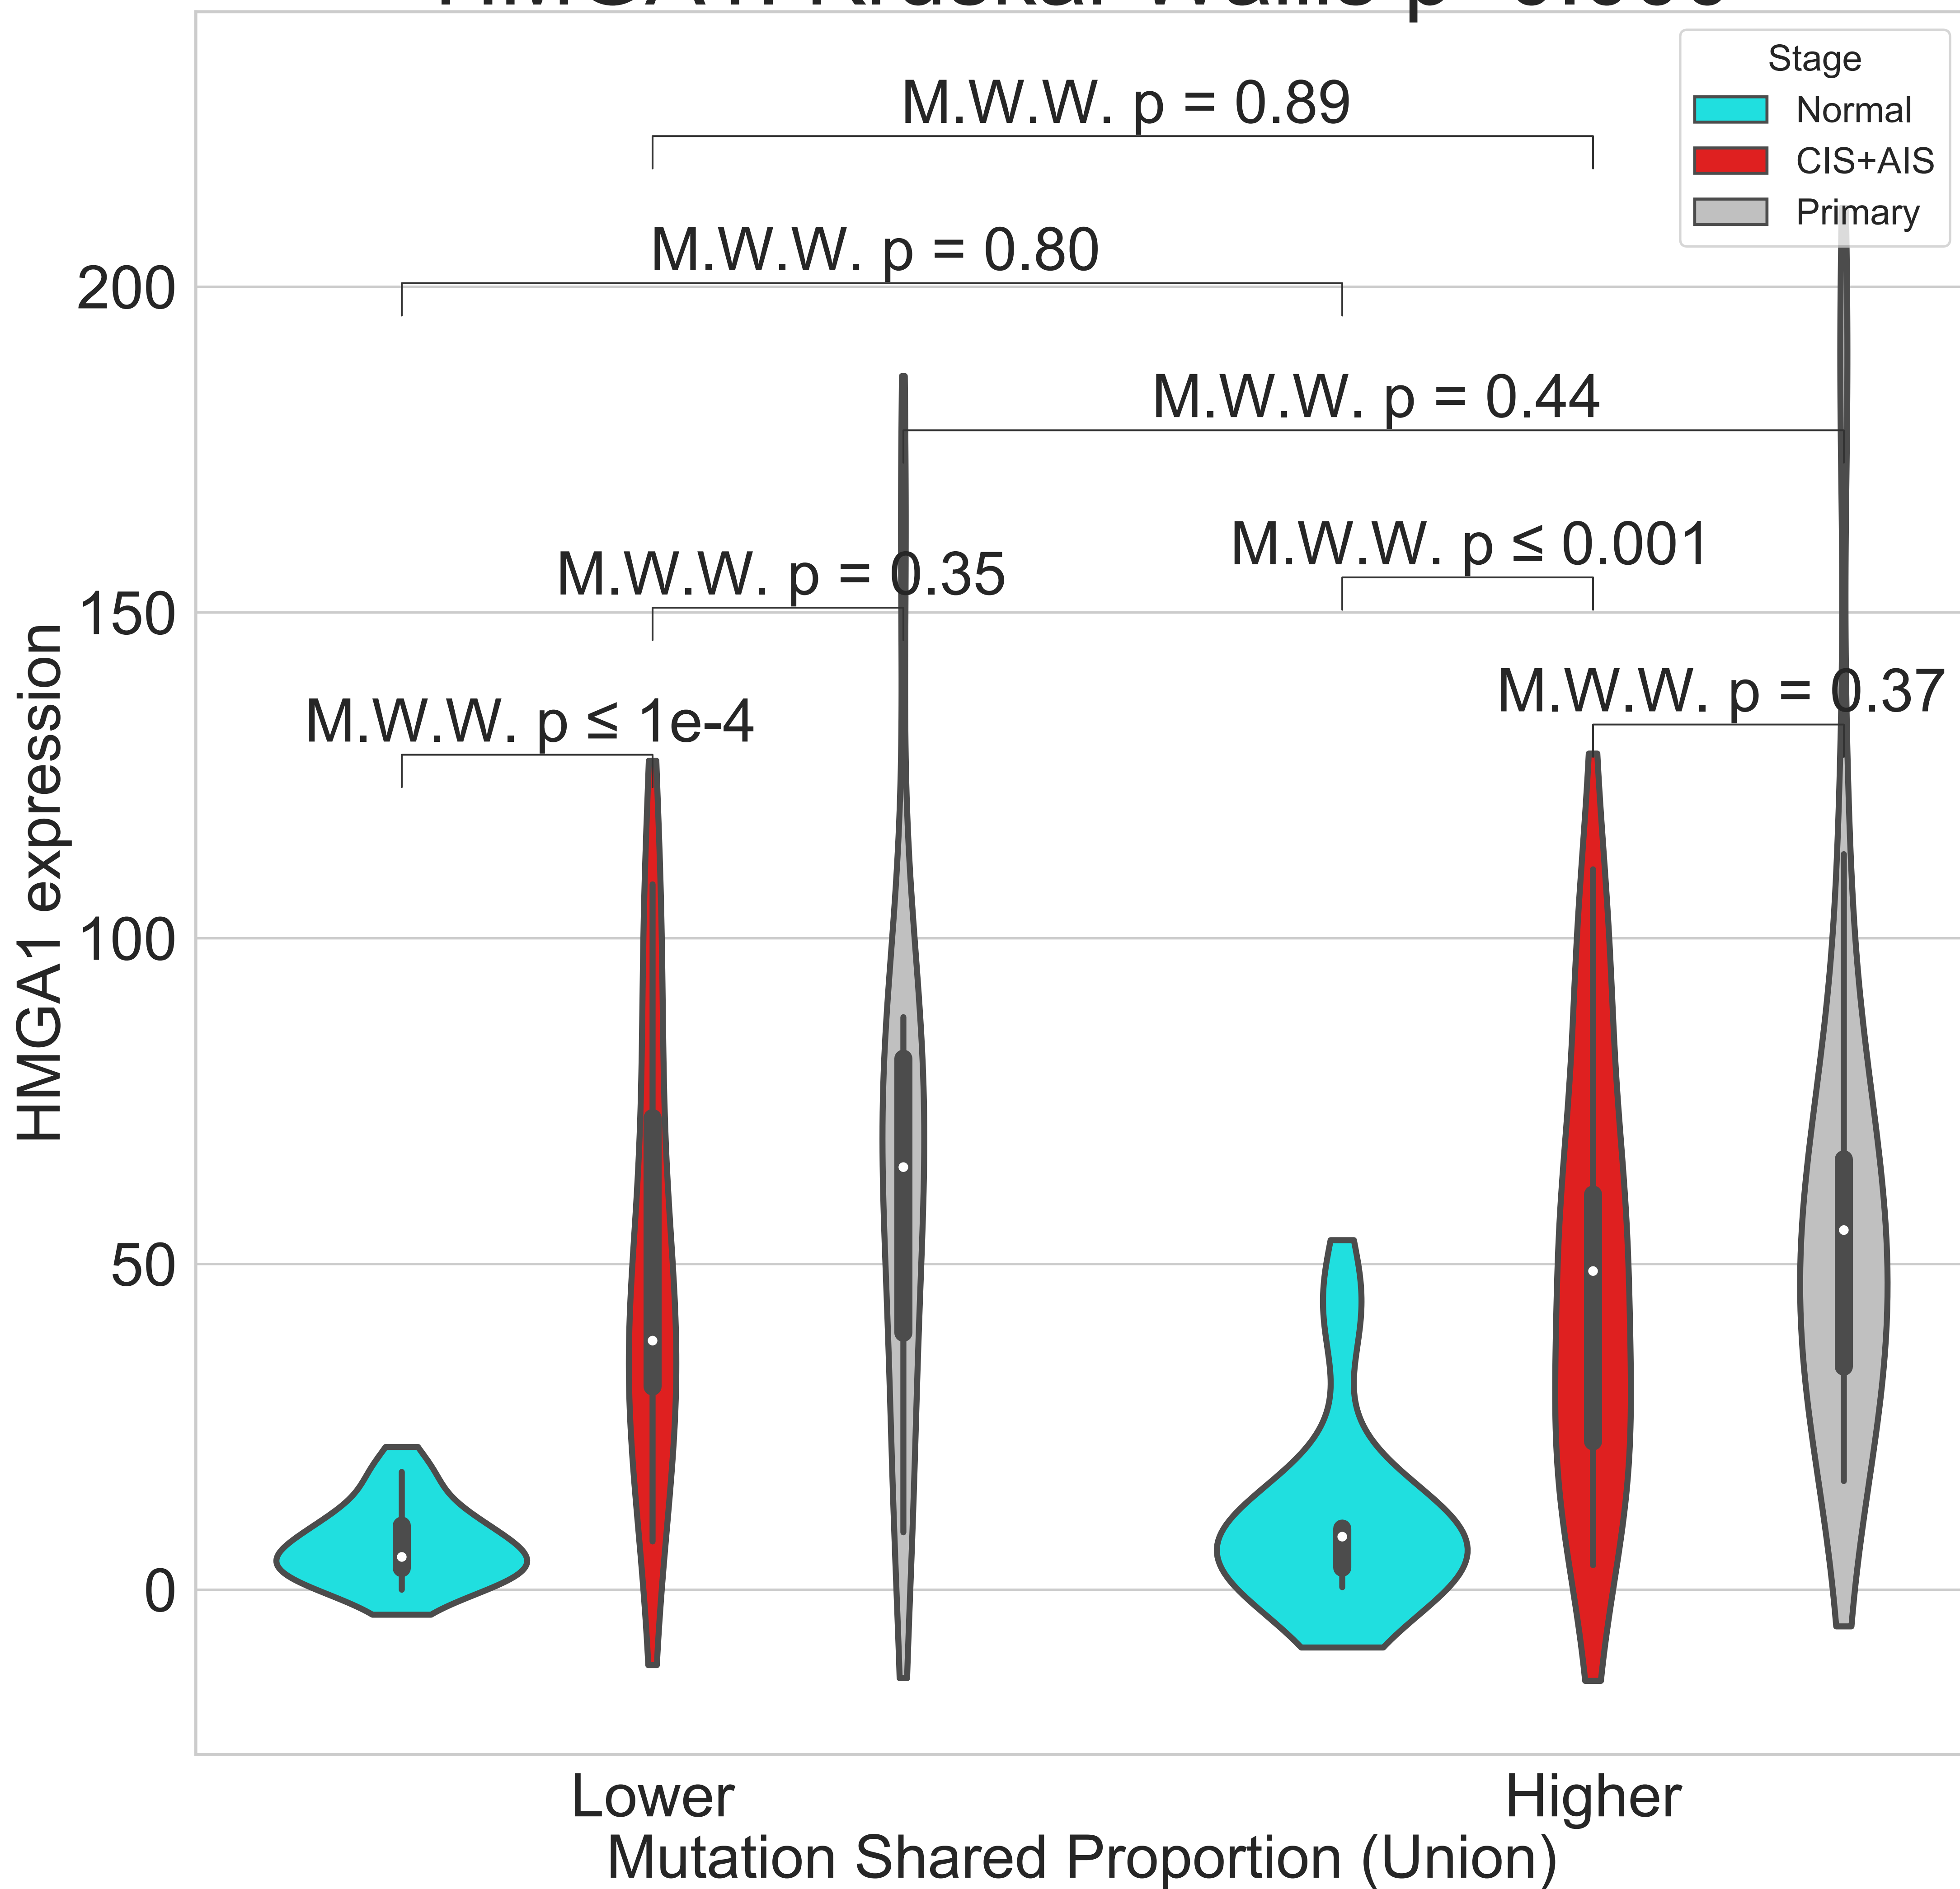 Stage
Normal
CIS+AIS
Primary
M.W.W. p = 0.89
M.W.W. p = 0.80
M.W.W. p = 0.44
M.W.W. p ≤ 0.001
M.W.W. p = 0.35
M.W.W. p = 0.37
M.W.W. p ≤ 1e-4
HMGA1 expression
200
150
100
50
0
Lower
Higher
Mutation Shared Proportion (Union)